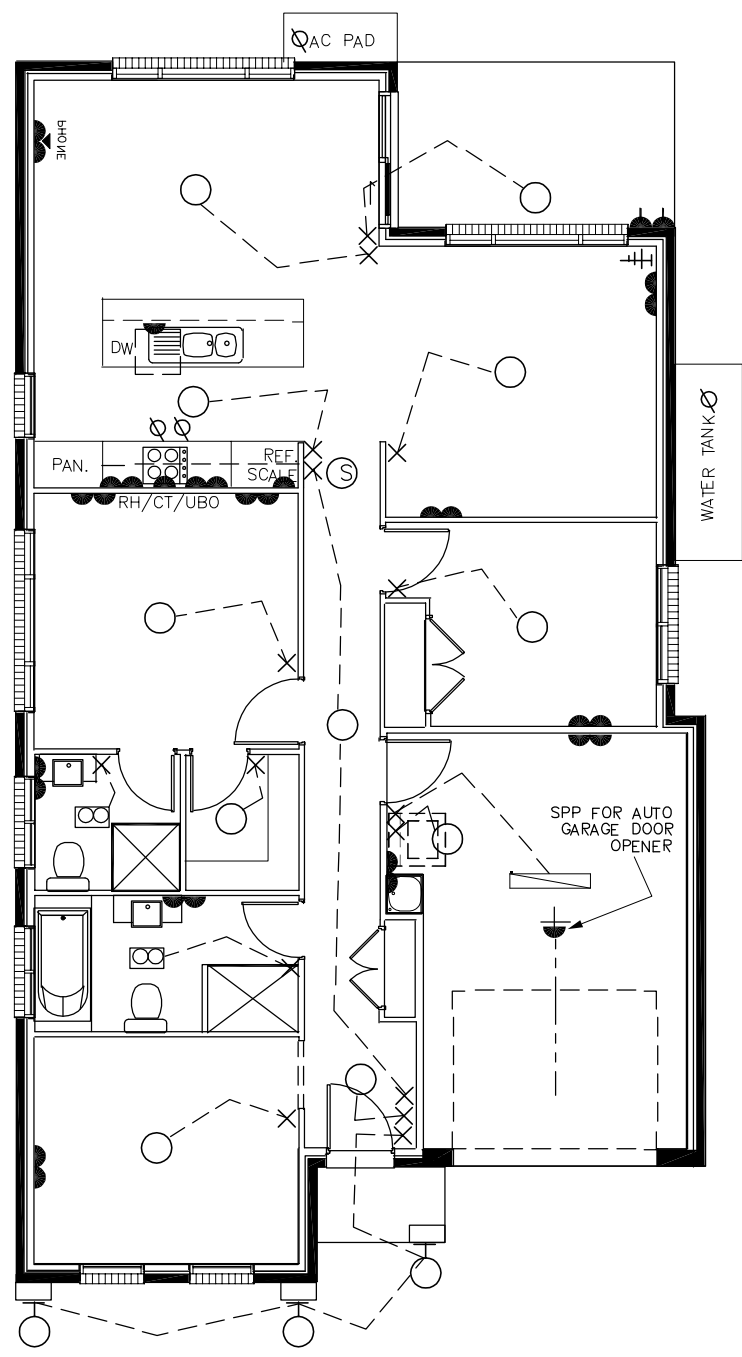 AC PAD
PHONE
DW
PAN.
REF.
SCALE
S
RH/CT/UBO
WATER TANK
SPP FOR AUTO
GARAGE DOOR
OPENER